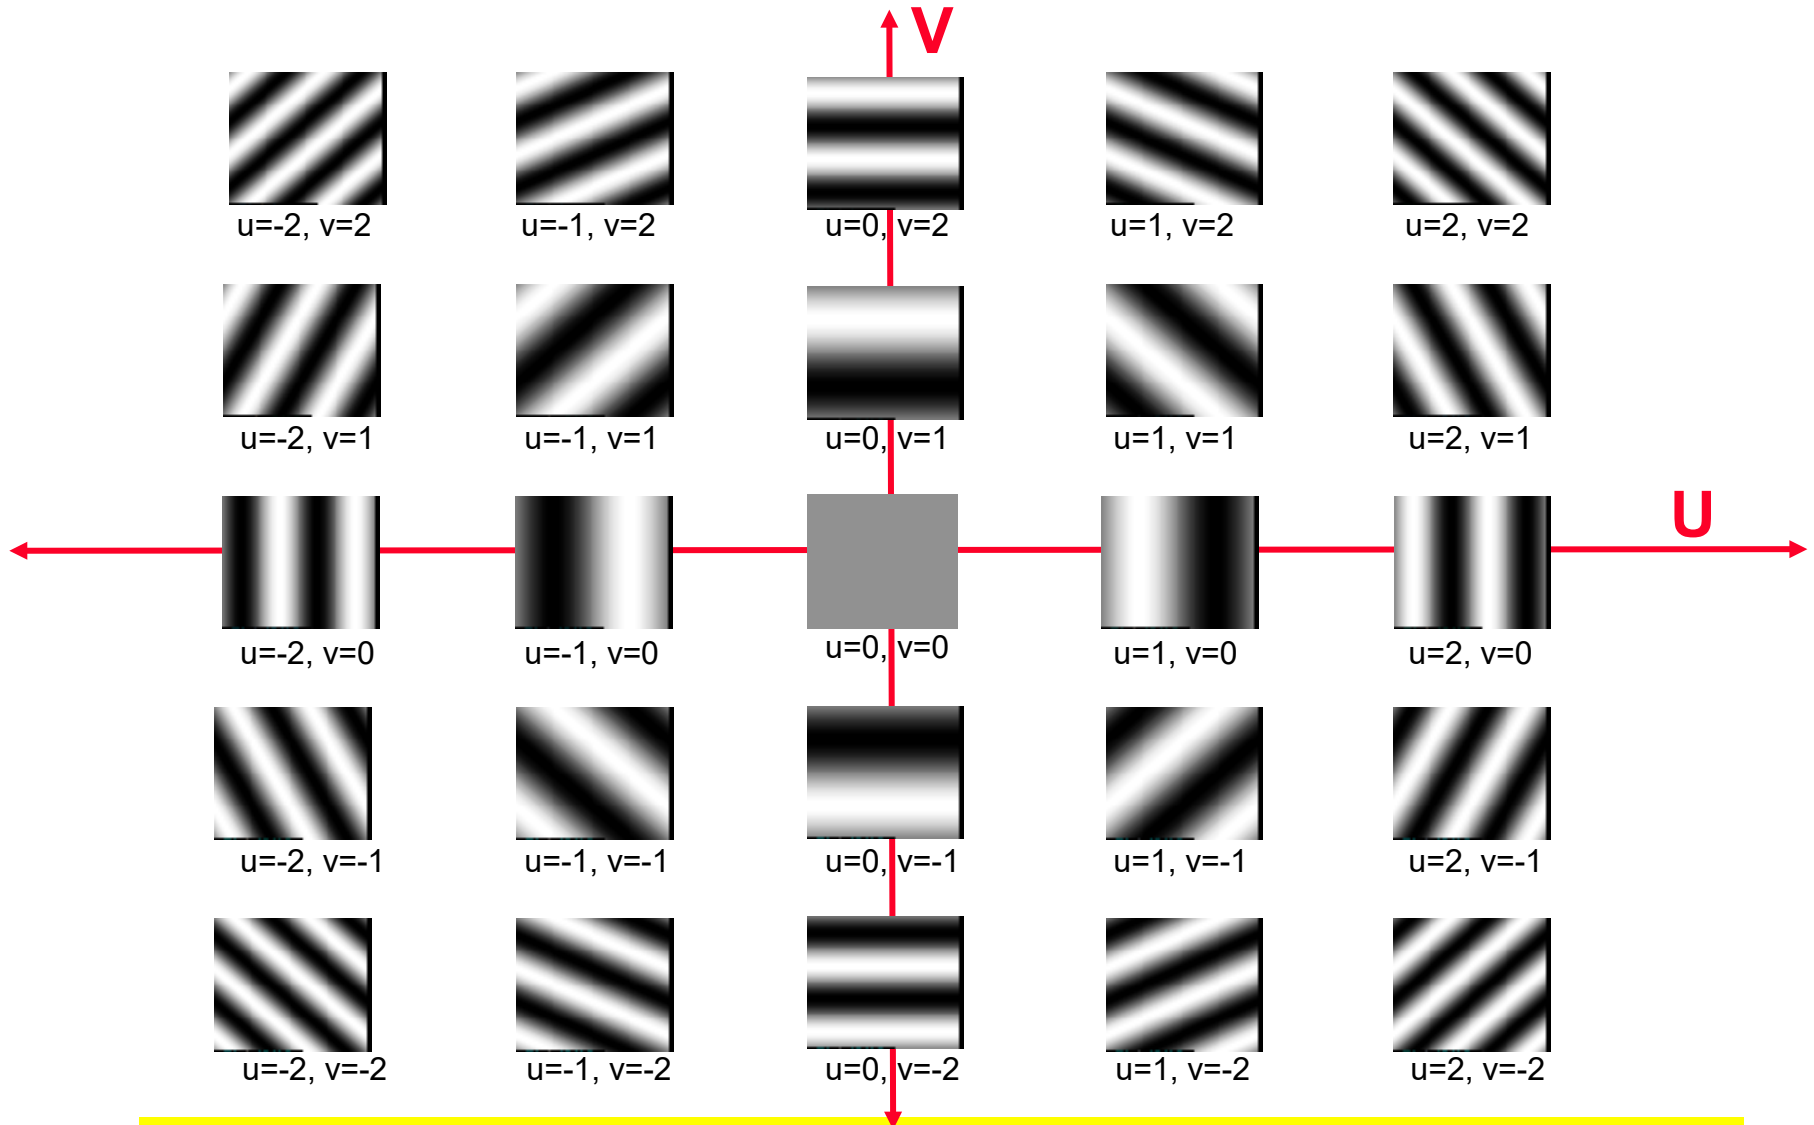 V
u=-2, v=2
u=-1, v=2
u=0, v=2
u=1, v=2
u=2, v=2
u=-2, v=1
u=-1, v=1
u=0, v=1
u=1, v=1
u=2, v=1
U
u=-2, v=0
u=-1, v=0
u=0, v=0
u=1, v=0
u=2, v=0
u=-2, v=-1
u=-1, v=-1
u=0, v=-1
u=1, v=-1
u=2, v=-1
u=-2, v=-2
u=-1, v=-2
u=0, v=-2
u=1, v=-2
u=2, v=-2